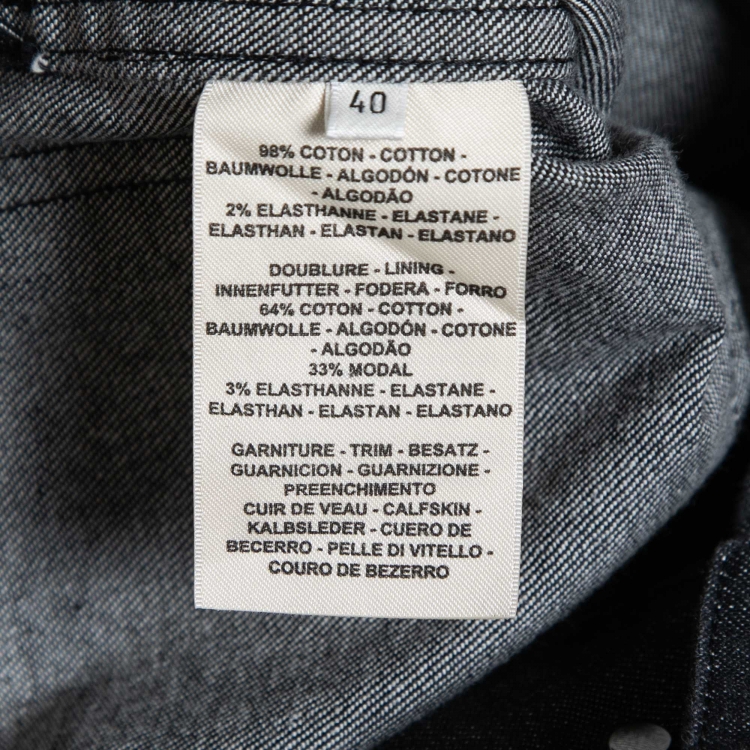 40
98% COTON - COTTON -
BAUMWOLLE - ALGODÓN - COTONE
- ALGODÃO
2% ELASTHANNE - ELASTANE -
ELASTHAN - ELASTAN - ELASTANO
DOUBLURE - LINING -
INNENFUTTER - FODERA - FORRO
64% COTON - COTTON -
BAUMWOLLE - ALGODÓN - COTONE
- ALGODÃO
33% MODAL
3% ELASTHANNE - ELASTANE -
ELASTHAN - ELASTAN - ELASTANO
GARNITURE - TRIM - BESATZ -
GUARNICION - GUARNIZIONE -
PREENCHIMENTO
CUIR DE VEAU - CALFSKIN -
KALBSLEDER - CUERO DE
BECERRO - PELLE DI VITELLO -
COURO DE BEZERRO